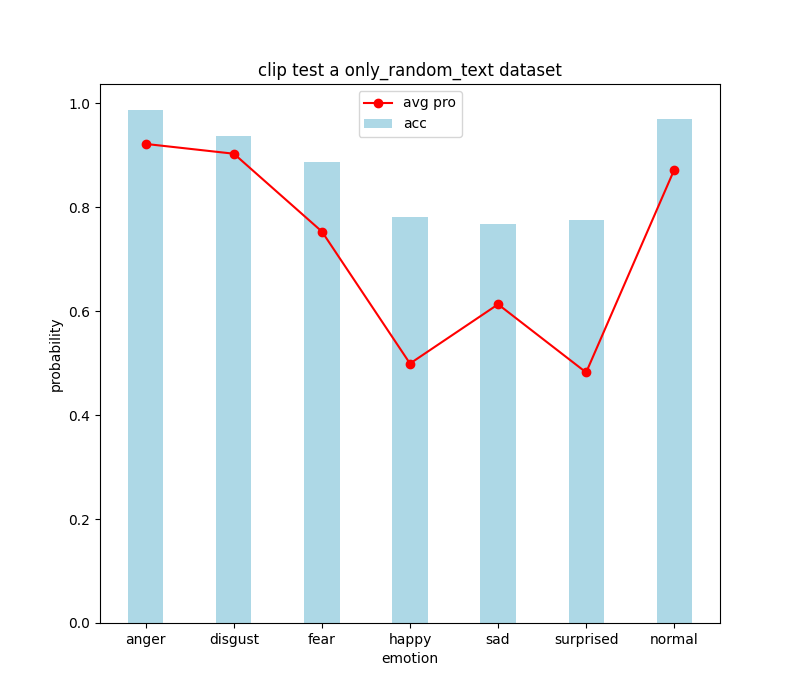 clip test a only_random_text dataset
avg pro
acc
1.0
0.8
0.6
0.4
0.2
0.0
probability
anger disgust fear happy sad surprised normal
emotion